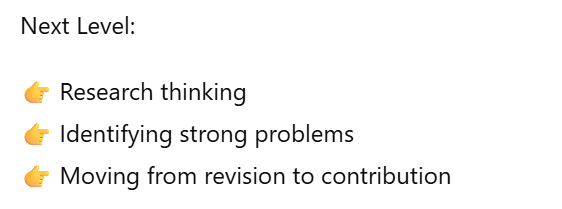 Next Level:
👉 Research thinking
👉 Identifying strong problems
👉 Moving from revision to contribution